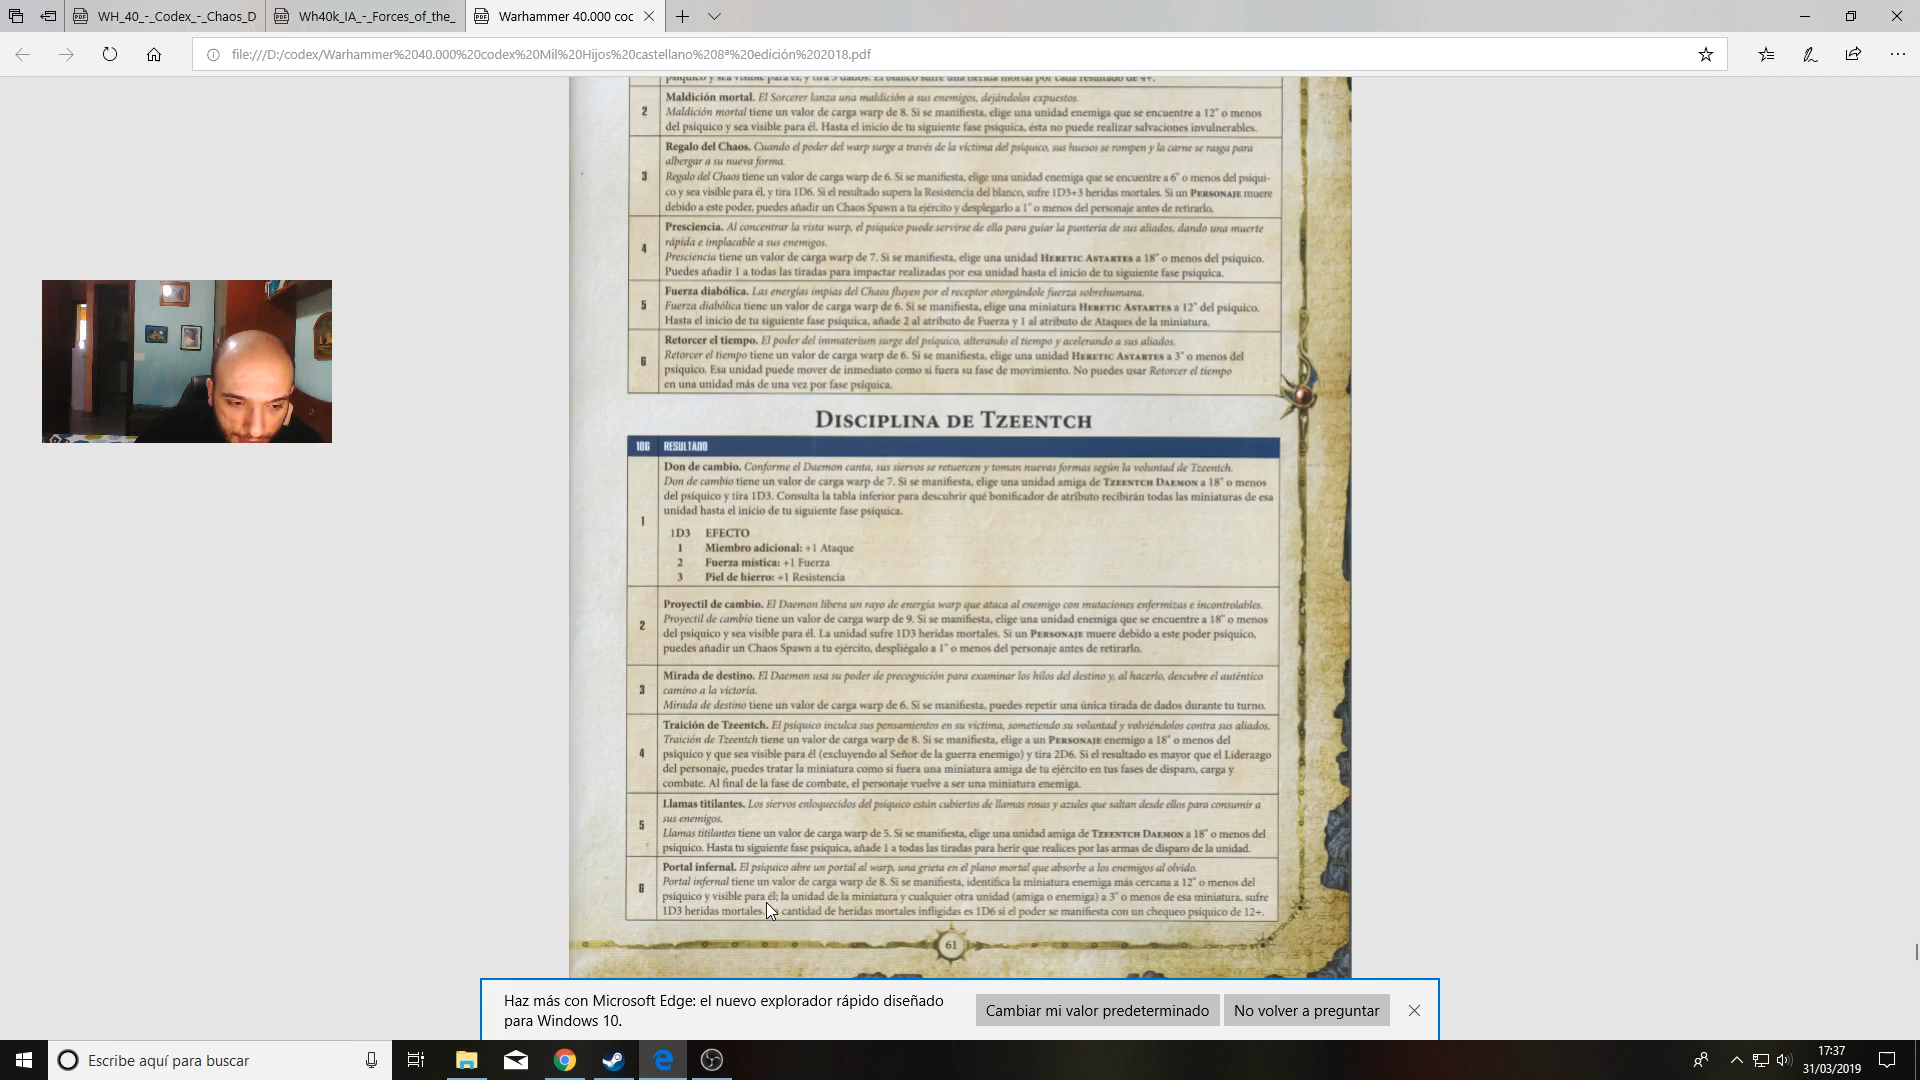 WH_40_-_Codex_-_Chaos_D
Wh40k_IA_-_Forces_of_the_
Warhammer 40.000 coc
file:///D:/codex/Warhammer%2040.000%20codex%20Mil%20Hijos%20castellano%208ª%20edición%202018.pdf
psíquico y sea visible para él, y tira 9 dados. El blanco sufre una herida mortal por cada resultado de 4+.
2
Maldición mortal. El Sorcerer lanza una maldición a sus enemigos, dejándolos expuestos.
Maldición mortal tiene un valor de carga warp de 8. Si se manifiesta, elige una unidad enemiga que se encuentre a 12" o menos
del psíquico y sea visible para él. Hasta el inicio de tu siguiente fase psíquica, ésta no puede realizar salvaciones invulnerables.
3
Regalo del Chaos. Cuando el poder del warp surge a través de la víctima del psíquico, sus huesos se rompen y la carne se rasga para
albergar a su nueva forma.
Regalo del Chaos tiene un valor de carga warp de 6. Si se manifiesta, elige una unidad enemiga que se encuentre a 6" o menos del psíqui-
co y sea visible para él, y tira 1D6. Si el resultado supera la Resistencia del blanco, sufre 1D3+3 heridas mortales. Si un PERSONAJE muere
debido a este poder, puedes añadir un Chaos Spawn a tu ejército y desplegarlo a 1" o menos del personaje antes de retirarlo.
4
Presciencia. Al concentrar la vista warp, el psíquico puede servirse de ella para guiar la puntería de sus aliados, dando una muerte
rápida e implacable a sus enemigos.
Presciencia tiene un valor de carga warp de 7. Si se manifiesta, elige una unidad HERETIC ASTARTES a 18" o menos del psíquico.
Puedes añadir 1 a todas las tiradas para impactar realizadas por esa unidad hasta el inicio de tu siguiente fase psíquica.
5
Fuerza diabólica. Las energías impías del Chaos fluyen por el receptor otorgándole fuerza sobrehumana.
Fuerza diabólica tiene un valor de carga warp de 6. Si se manifiesta, elige una miniatura HERETIC ASTARTES a 12" del psíquico.
Hasta el inicio de tu siguiente fase psíquica, añade 2 al atributo de Fuerza y 1 al atributo de Ataques de la miniatura.
6
Retorcer el tiempo. El poder del immaterium surge del psíquico, alterando el tiempo y acelerando a sus aliados.
Retorcer el tiempo tiene un valor de carga warp de 6. Si se manifiesta, elige una unidad HERETIC ASTARTES a 3" o menos del
psíquico. Esa unidad puede mover de inmediato como si fuera su fase de movimiento. No puedes usar Retorcer el tiempo
en una unidad más de una vez por fase psíquica.
DISCIPLINA DE TZEENTCH
1D6 RESULTADO
1
Don de cambio. Conforme el Daemon canta, sus siervos se retuercen y toman nuevas formas según la voluntad de Tzeentch.
Don de cambio tiene un valor de carga warp de 7. Si se manifiesta, elige una unidad amiga de TZEENTCH DAEMON a 18" o menos
del psíquico y tira 1D3. Consulta la tabla inferior para descubrir qué bonificador de atributo recibirán todas las miniaturas de esa
unidad hasta el inicio de tu siguiente fase psíquica.
1D3 EFECTO
1 Miembro adicional: +1 Ataque
2 Fuerza mística: +1 Fuerza
3 Piel de hierro: +1 Resistencia
2
Proyectil de cambio. El Daemon libera un rayo de energía warp que ataca al enemigo con mutaciones enfermizas e incontrolables.
Proyectil de cambio tiene un valor de carga warp de 9. Si se manifiesta, elige una unidad enemiga que se encuentre a 18" o menos
del psíquico y sea visible para él. La unidad sufre 1D3 heridas mortales. Si un PERSONAJE muere debido a este poder psíquico,
puedes añadir un Chaos Spawn a tu ejército, despliégalo a 1" o menos del personaje antes de retirarlo.
3
Mirada de destino. El Daemon usa su poder de precognición para examinar los hilos del destino y, al hacerlo, descubre el auténtico
camino a la victoria.
Mirada de destino tiene un valor de carga warp de 6. Si se manifiesta, puedes repetir una única tirada de dados durante tu turno.
4
Traición de Tzeentch. El psíquico inculca sus pensamientos en su víctima, sometiendo su voluntad y volviéndolos contra sus aliados.
Traición de Tzeentch tiene un valor de carga warp de 8. Si se manifiesta, elige a un PERSONAJE enemigo a 18" o menos del
psíquico y que sea visible para él (excluyendo al Señor de la guerra enemigo) y tira 2D6. Si el resultado es mayor que el Liderazgo
del personaje, puedes tratar la miniatura como si fuera una miniatura amiga de tu ejército en tus fases de disparo, carga y
combate. Al final de la fase de combate, el personaje vuelve a ser una miniatura enemiga.
5
Llamas titilantes. Los siervos enloquecidos del psíquico están cubiertos de llamas rosas y azules que saltan desde ellos para consumir a
sus enemigos.
Llamas titilantes tiene un valor de carga warp de 5. Si se manifiesta, elige una unidad amiga de TZEENTCH DAEMON a 18" o menos del
psíquico. Hasta tu siguiente fase psíquica, añade 1 a todas las tiradas para herir que realices por las armas de disparo de la unidad.
6
Portal infernal. El psíquico abre un portal al warp, una grieta en el plano mortal que absorbe a los enemigos al olvido.
Portal infernal tiene un valor de carga warp de 8. Si se manifiesta, identifica la miniatura enemiga más cercana a 12" o menos del
psíquico y visible para él; la unidad de la miniatura y cualquier otra unidad (amiga o enemiga) a 3" o menos de esa miniatura, sufre
1D3 heridas mortales. cantidad de heridas mortales infligidas es 1D6 si el poder se manifiesta con un chequeo psíquico de 12+.
61
Haz más con Microsoft Edge: el nuevo explorador rápido diseñado
para Windows 10.
Cambiar mi valor predeterminado
No volver a preguntar
Escribe aquí para buscar
17:37
31/03/2019